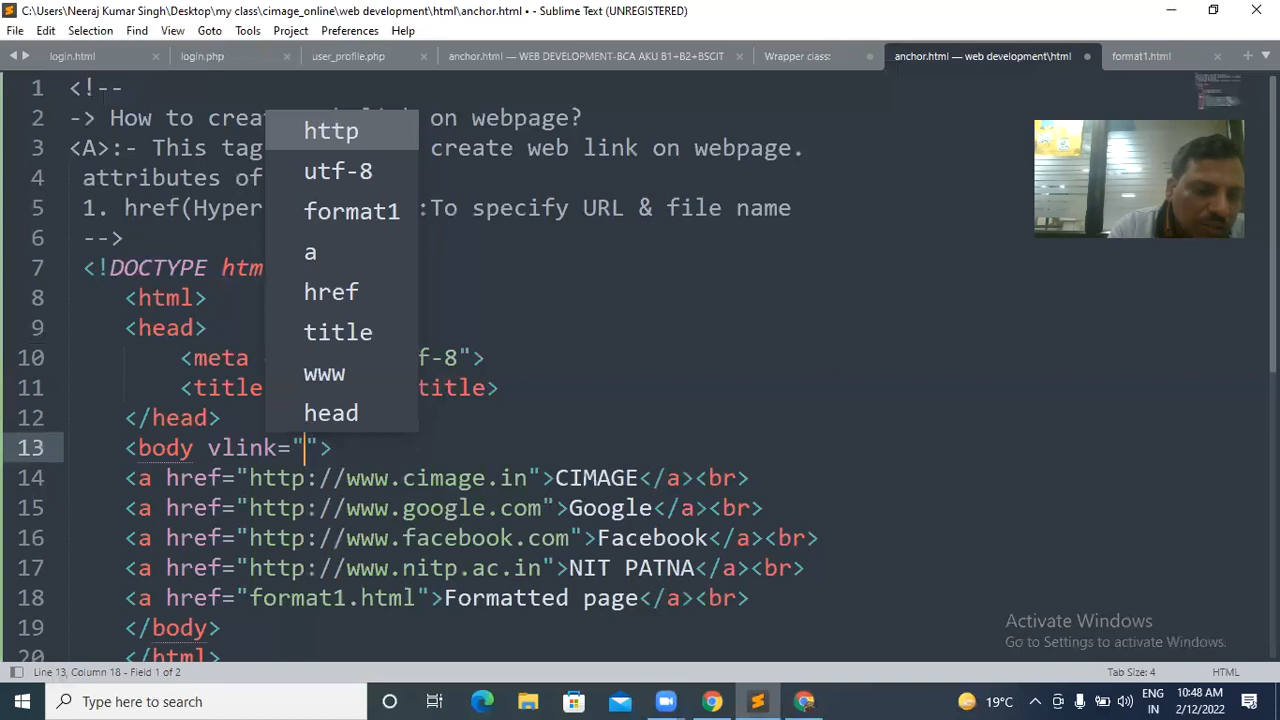 C:\Users\Neeraj Kumar Singh\Desktop\my class\cimage_online\web development\html\anchor.html • - Sublime Text (UNREGISTERED)
File Edit Selection Find View Goto Tools Project Preferences Help
login.html login.php user_profile.php anchor.html — WEB DEVELOPMENT-BCA AKU B1+B2+BSCIT Wrapper class: anchor.html — web development\html format1.html
1 <!--
2 -> How to crea on webpage?
3 <A>:- This tag create web link on webpage.
4 attributes of
5 1. href(Hyper :To specify URL & file name
6 -->
7 <!DOCTYPE htm
8 <html>
9 <head>
10 <meta f-8">
11 <title title>
12 </head>
13 <body vlink="">
14 <a href="http://www.cimage.in">CIMAGE</a><br>
15 <a href="http://www.google.com">Google</a><br>
16 <a href="http://www.facebook.com">Facebook</a><br>
17 <a href="http://www.nitp.ac.in">NIT PATNA</a><br>
18 <a href="format1.html">Formatted page</a><br>
19 </body>
20 </html>
http
utf-8
format1
a
href
title
www
head
Activate Windows
Go to Settings to activate Windows.
Line 13, Column 18 - Field 1 of 2 Tab Size: 4 HTML
Type here to search 19°C ENG IN 10:48 AM 2/12/2022